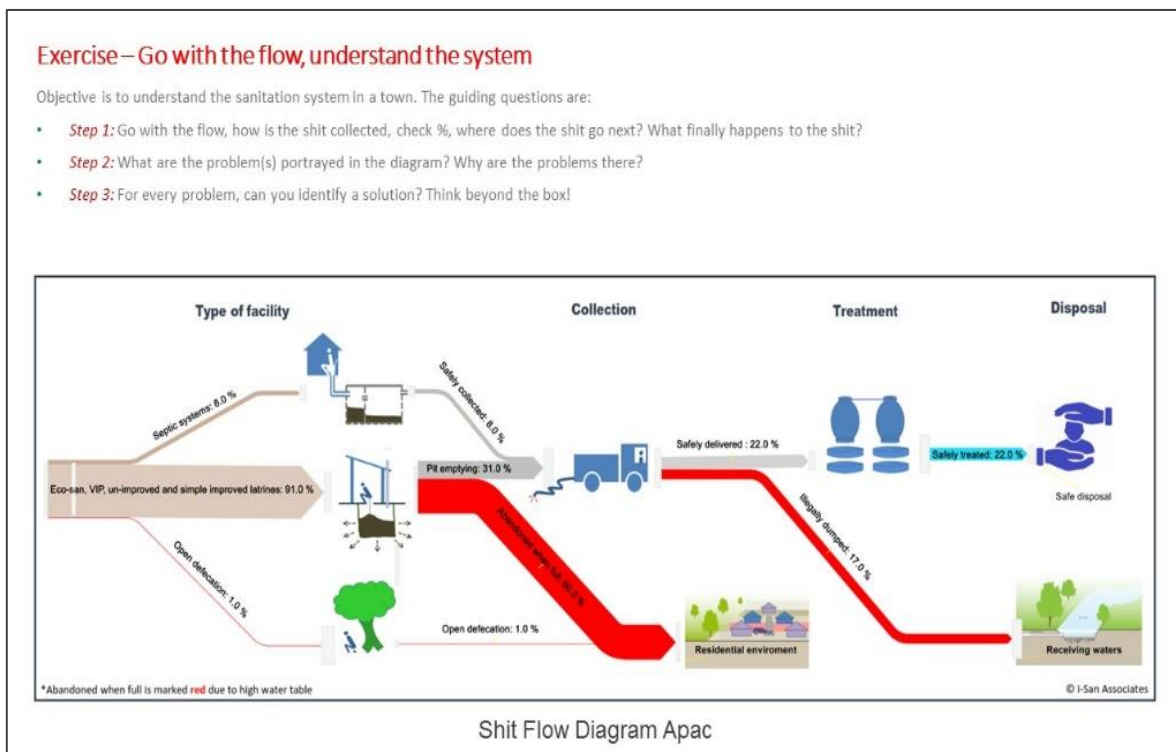 Exercise – Go with the flow, understand the system
Objective is to understand the sanitation system in a town. The guiding questions are:
• Step 1: Go with the flow, how is the shit collected, check %, where does the shit go next? What finally happens to the shit?
• Step 2: What are the problem(s) portrayed in the diagram? Why are the problems there?
• Step 3: For every problem, can you identify a solution? Think beyond the box!
Type of facility
Collection
Treatment
Disposal
Septic systems: 8.0 %
Safely collected: 8.0 %
Eco-san, VIP, un-improved and simple improved latrines: 91.0 %
Pit emptying: 31.0 %
Safely delivered : 22.0 %
Safely treated: 22.0 %
Safe disposal
Abandoned when full: 60.0 %
Illegally dumped: 17.0 %
Open defecation: 1.0 %
Open defecation: 1.0 %
Residential enviroment
Receiving waters
*Abandoned when full is marked red due to high water table
© i-San Associates
Shit Flow Diagram Apac